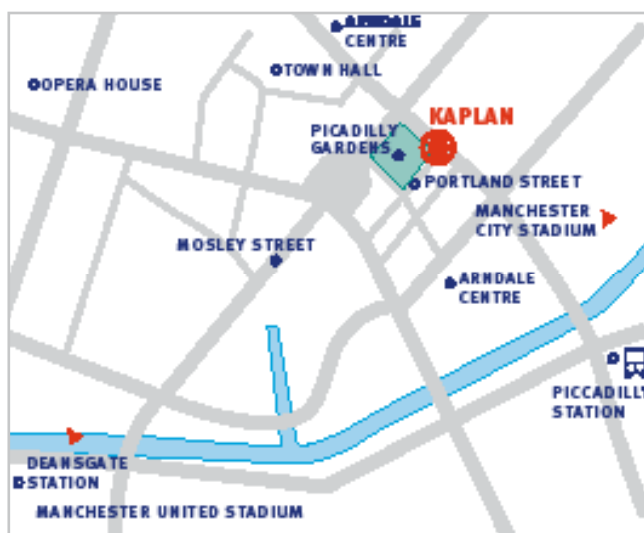 ARNDALE
CENTRE
TOWN HALL
OPERA HOUSE
KAPLAN
PICADILLY
GARDENS
PORTLAND STREET
MANCHESTER
CITY STADIUM
MOSLEY STREET
ARNDALE
CENTRE
PICCADILLY
STATION
DEANSGATE
STATION
MANCHESTER UNITED STADIUM